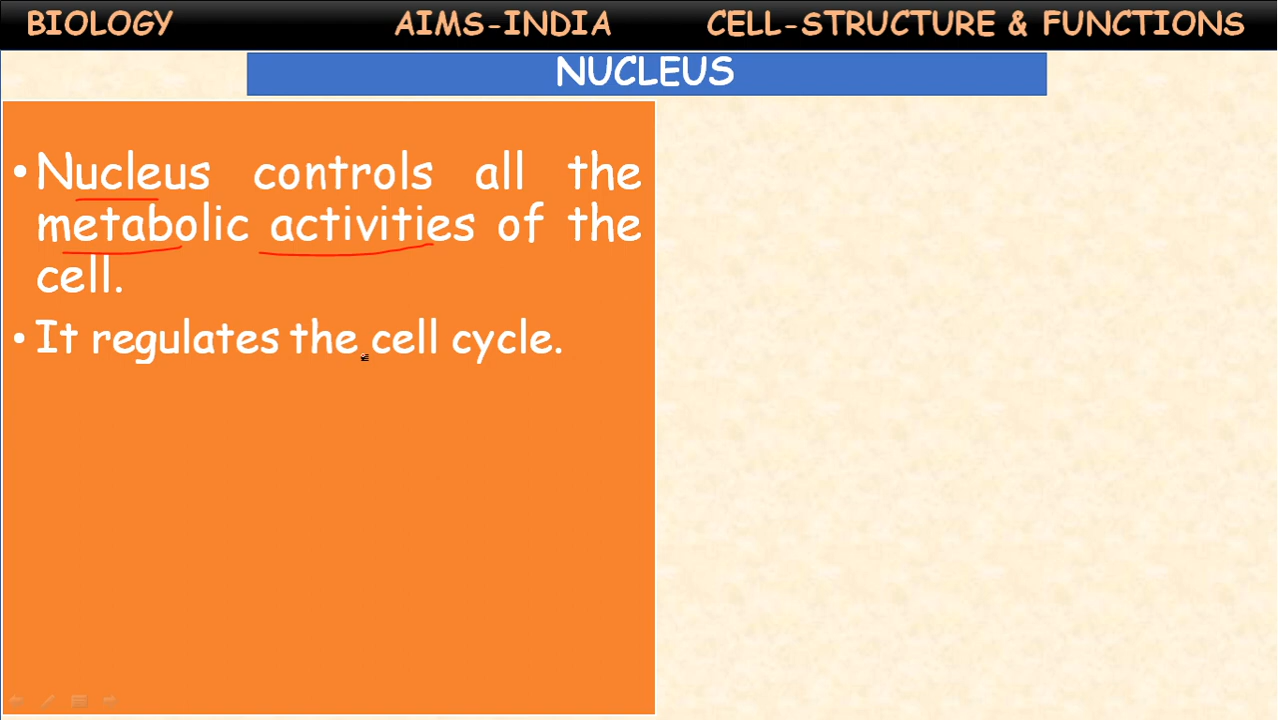 BIOLOGY AIMS-INDIA CELL-STRUCTURE & FUNCTIONS
NUCLEUS
• Nucleus controls all the
metabolic activities of the
cell.
• It regulates the cell cycle.